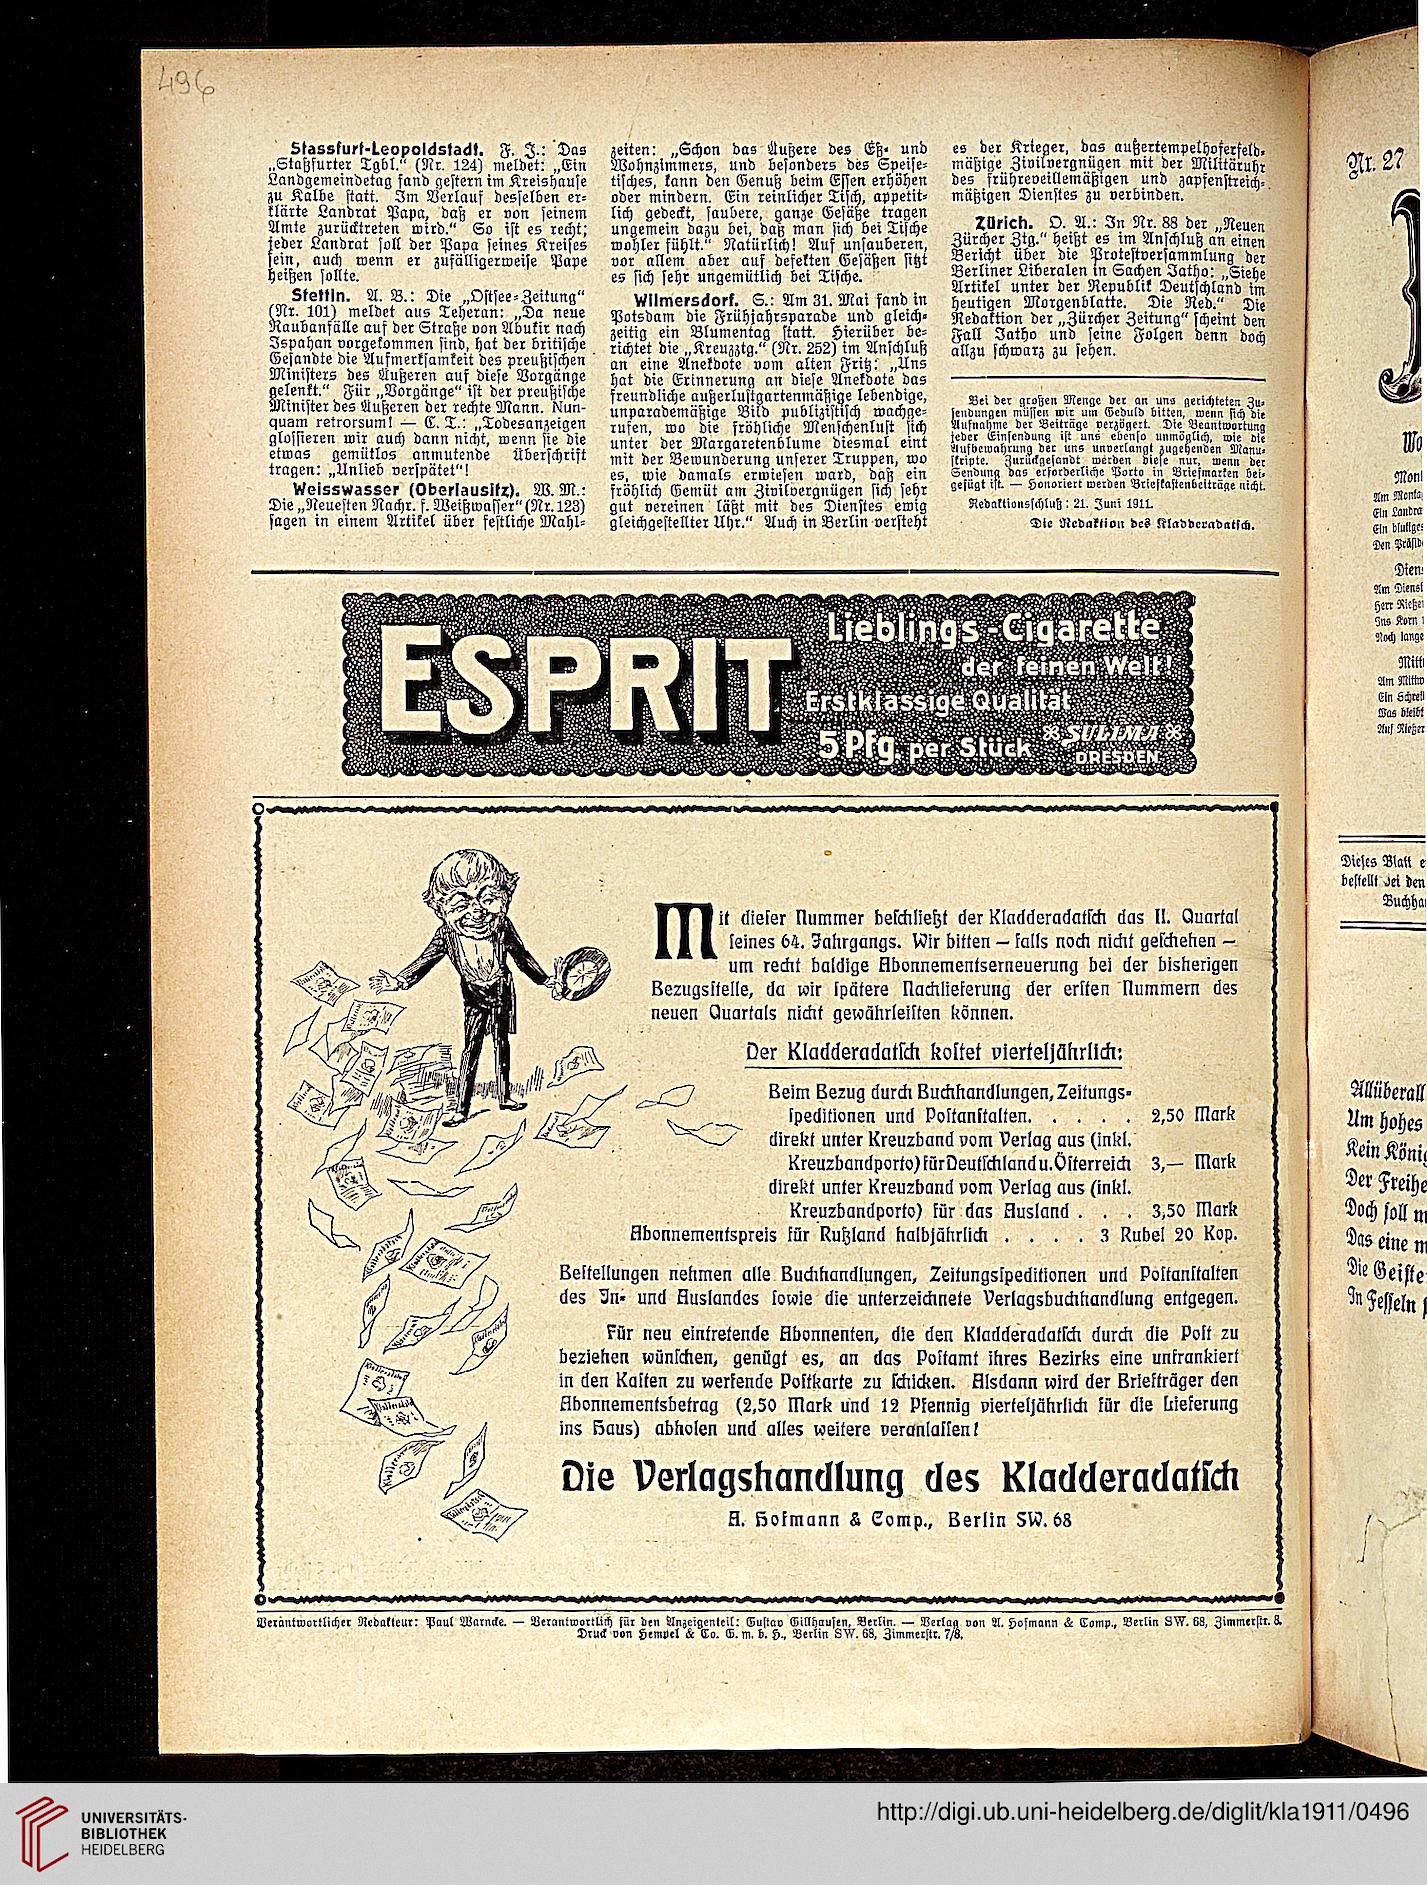 496
Stassfurt-Leopoldstadt. F. J.: Das
„Staßfurter Tgbl.“ (Nr. 124) meldet: „Ein
Landgemeindetag fand gestern im Kreishause
zu Kalbe statt. Im Verlauf desselben er-
klärte Landrat Papa, daß er von seinem
Amte zurücktreten wird.“ So ist es recht;
jeder Landrat soll der Papa seines Kreises
sein, auch wenn er zufälligerweise Pape
heißen sollte.
Stettin. A. B.: Die „Ostsee-Zeitung“
(Nr. 101) meldet aus Teheran: „Da neue
Raubanfälle auf der Straße von Abukir nach
Ispahan vorgekommen sind, hat der britische
Gesandte die Aufmerksamkeit des preußischen
Ministers des Äußeren auf diese Vorgänge
gelenkt.“ Für „Vorgänge“ ist der preußische
Minister des Äußeren der rechte Mann. Nun-
quam retrorsum! — C. T.: „Todesanzeigen
glossieren wir auch dann nicht, wenn sie die
etwas gemütlos anmutende Überschrift
tragen: „Unlieb verspätet“!
Weisswasser (Oberlausitz). W. M.:
Die „Neuesten Nachr. f. Weißwasser“ (Nr. 123)
sagen in einem Artikel über festliche Mahl-
zeiten: „Schon das Äußere des Eß- und
Wohnzimmers, und besonders des Speise-
tisches, kann den Genuß beim Essen erhöhen
oder mindern. Ein reinlicher Tisch, appetit-
lich gedeckt, saubere, ganze Gesäße tragen
ungemein dazu bei, daß man sich bei Tische
wohler fühlt.“ Natürlich! Auf unsauberen,
vor allem aber auf defekten Gesäßen sitzt
es sich sehr ungemütlich bei Tische.
Wilmersdorf. S.: Am 31. Mai fand in
Potsdam die Frühjahrsparade und gleich-
zeitig ein Blumentag statt. Hierüber be-
richtet die „Kreuzztg.“ (Nr. 252) im Anschluß
an eine Anekdote vom alten Fritz: „Uns
hat die Erinnerung an diese Anekdote das
freundliche außerlustgartenmäßige lebendige,
unparademäßige Bild publizistisch wachge-
rufen, wo die fröhliche Menschenlust sich
unter der Margaretenblume diesmal eint
mit der Bewunderung unserer Truppen, wo
es, wie damals erwiesen ward, daß ein
fröhlich Gemüt am Zivilvergnügen sich sehr
gut vereinen läßt mit des Dienstes ewig
gleichgestellter Uhr.“ Auch in Berlin versteht
es der Krieger, das außertempelhoferfeld-
mäßige Zivilvergnügen mit der Militäruhr
des frühreveillemäßigen und zapfenstreich-
mäßigen Dienstes zu verbinden.
Zürich. O. A.: In Nr. 88 der „Neuen
Zürcher Ztg.“ heißt es im Anschluß an einen
Bericht über die Protestversammlung der
Berliner Liberalen in Sachen Jatho: „Siehe
Artikel unter der Republik Deutschland im
heutigen Morgenblatte. Die Red.“ Die
Redaktion der „Zürcher Zeitung“ scheint den
Fall Jatho und seine Folgen denn doch
allzu schwarz zu sehen.
Bei der großen Menge der an uns gerichteten Zu-
sendungen müssen wir um Geduld bitten, wenn sich die
Aufnahme der Beiträge verzögert. Die Beantwortung
jeder Einsendung ist uns ebenso unmöglich, wie die
Aufbewahrung der uns unverlangt zugehenden Manu-
skripte. Zurückgesandt werden diese nur, wenn der
Sendung das erforderliche Porto in Briefmarken bei-
gefügt ist. — Honoriert werden Briefkastenbeiträge nicht.
Redaktionsschluß: 21. Juni 1911.
Die Redaktion des Kladderadatsch.
ESPRIT
Lieblings-Cigarette
der feinen Welt!
Erstklassige Qualität
5 Pfg. per Stück
SULIMA
DRESDEN
Mit dieser Nummer beschließt der Kladderadatsch das II. Quartal
seines 64. Jahrgangs. Wir bitten — falls noch nicht geschehen —
um recht baldige Abonnementserneuerung bei der bisherigen
Bezugsstelle, da wir spätere Nachlieferung der ersten Nummern des
neuen Quartals nicht gewährleisten können.
Der Kladderadatsch kostet vierteljährlich:
Beim Bezug durch Buchhandlungen, Zeitungs-
speditionen und Postanstalten. . . . . . 2,50 Mark
direkt unter Kreuzband vom Verlag aus (inkl.
Kreuzbandporto) für Deutschland u. Österreich 3,— Mark
direkt unter Kreuzband vom Verlag aus (inkl.
Kreuzbandporto) für das Ausland . . . 3,50 Mark
Abonnementspreis für Rußland halbjährlich . . . . 3 Rubel 20 Kop.
Bestellungen nehmen alle Buchhandlungen, Zeitungsspeditionen und Postanstalten
des In- und Auslandes sowie die unterzeichnete Verlagsbuchhandlung entgegen.
Für neu eintretende Abonnenten, die den Kladderadatsch durch die Post zu
beziehen wünschen, genügt es, an das Postamt ihres Bezirks eine unfrankiert
in den Kasten zu werfende Postkarte zu schicken. Alsdann wird der Briefträger den
Abonnementsbetrag (2,50 Mark und 12 Pfennig vierteljährlich für die Lieferung
ins Haus) abholen und alles weitere veranlassen!
Die Verlagshandlung des Kladderadatsch
A. Hofmann & Comp., Berlin SW. 68
Verantwortlicher Redakteur: Paul Warncke. — Verantwortlich für den Anzeigenteil: Gustav Gillhausen, Berlin. — Verlag von A. Hofmann & Comp., Berlin SW. 68, Zimmerstr. 8.
Druck von Hempel & Co. G. m. b. H., Berlin SW. 68, Zimmerstr. 7/8.
Nr. 27
Wo
Am Monta
Ein Landra
Ein blutige
Den Präsid
Am Dienst
Herr Rieße
Ins Korn
Noch lange
Mitt
Am Mittw
Ein Schrei
Was bleibt
Auf Rießer
Dieses Blatt
bestellt bei den
Buchha
Allüberall
Um hohes
Kein König
Der Freihe
Doch soll
Das eine
Die Geiste
In Fesseln
UNIVERSITÄTS-
BIBLIOTHEK
HEIDELBERG
http://digi.ub.uni-heidelberg.de/diglit/kla1911/0496